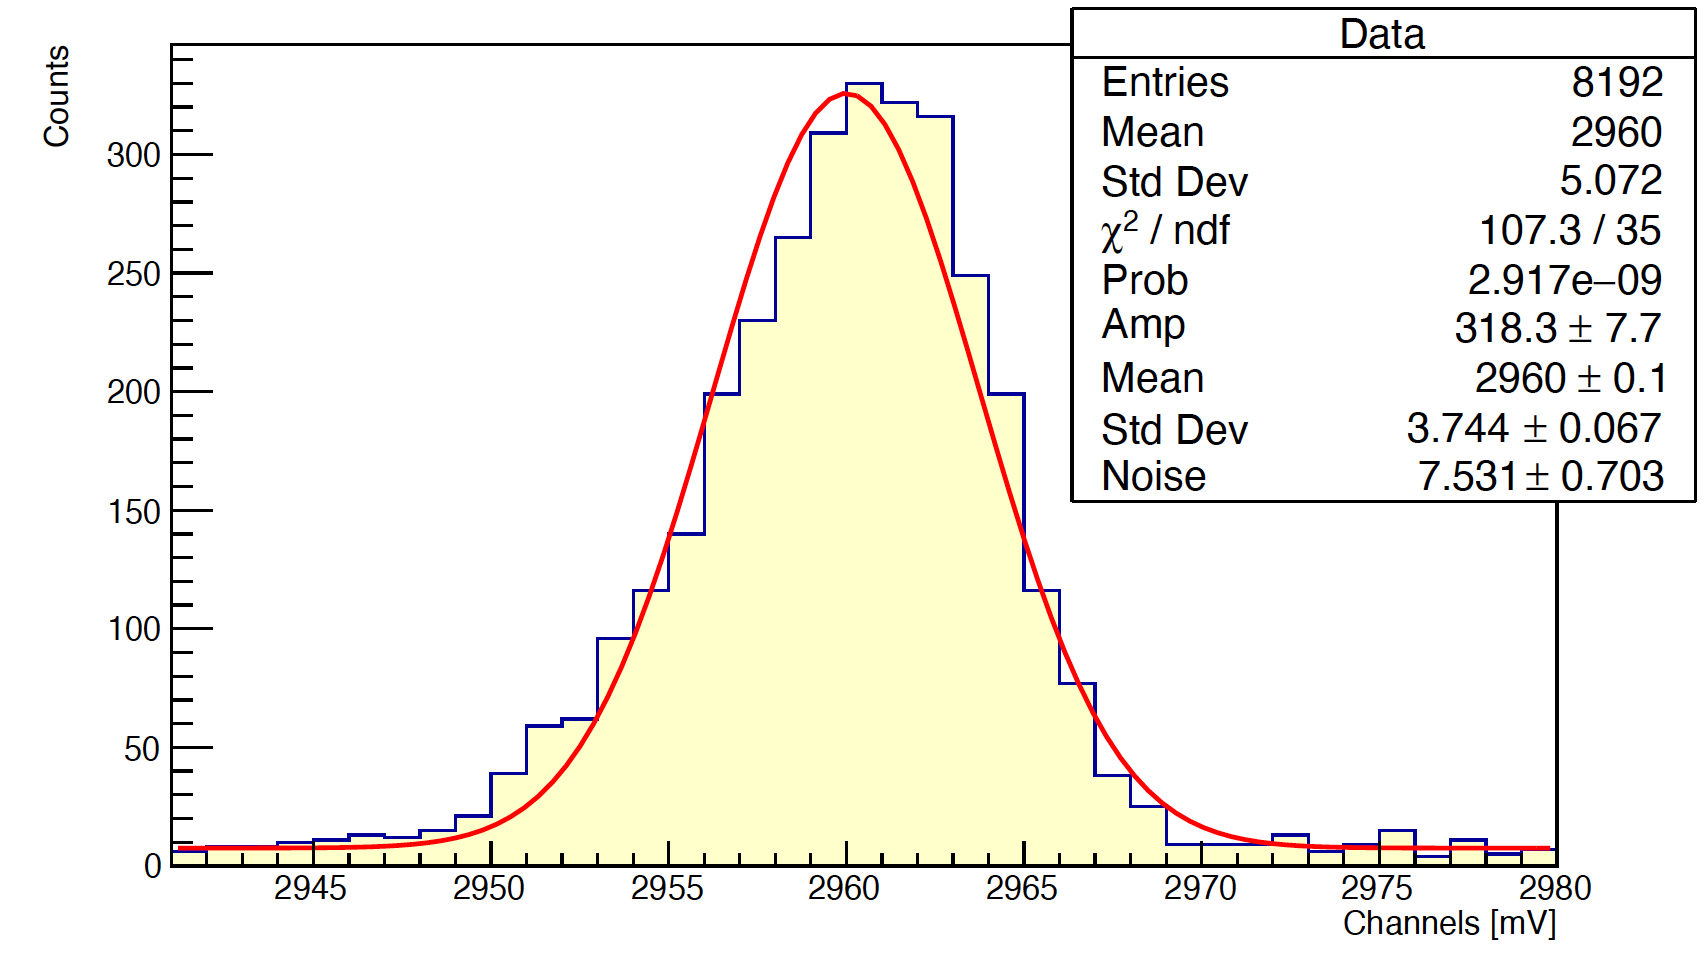 Data
Entries 8192
Mean 2960
Std Dev 5.072
χ² / ndf 107.3 / 35
Prob 2.917e−09
Amp 318.3 ± 7.7
Mean 2960 ± 0.1
Std Dev 3.744 ± 0.067
Noise 7.531± 0.703
Counts
300
250
200
150
100
50
0
2945 2950 2955 2960 2965 2970 2975 2980
Channels [mV]